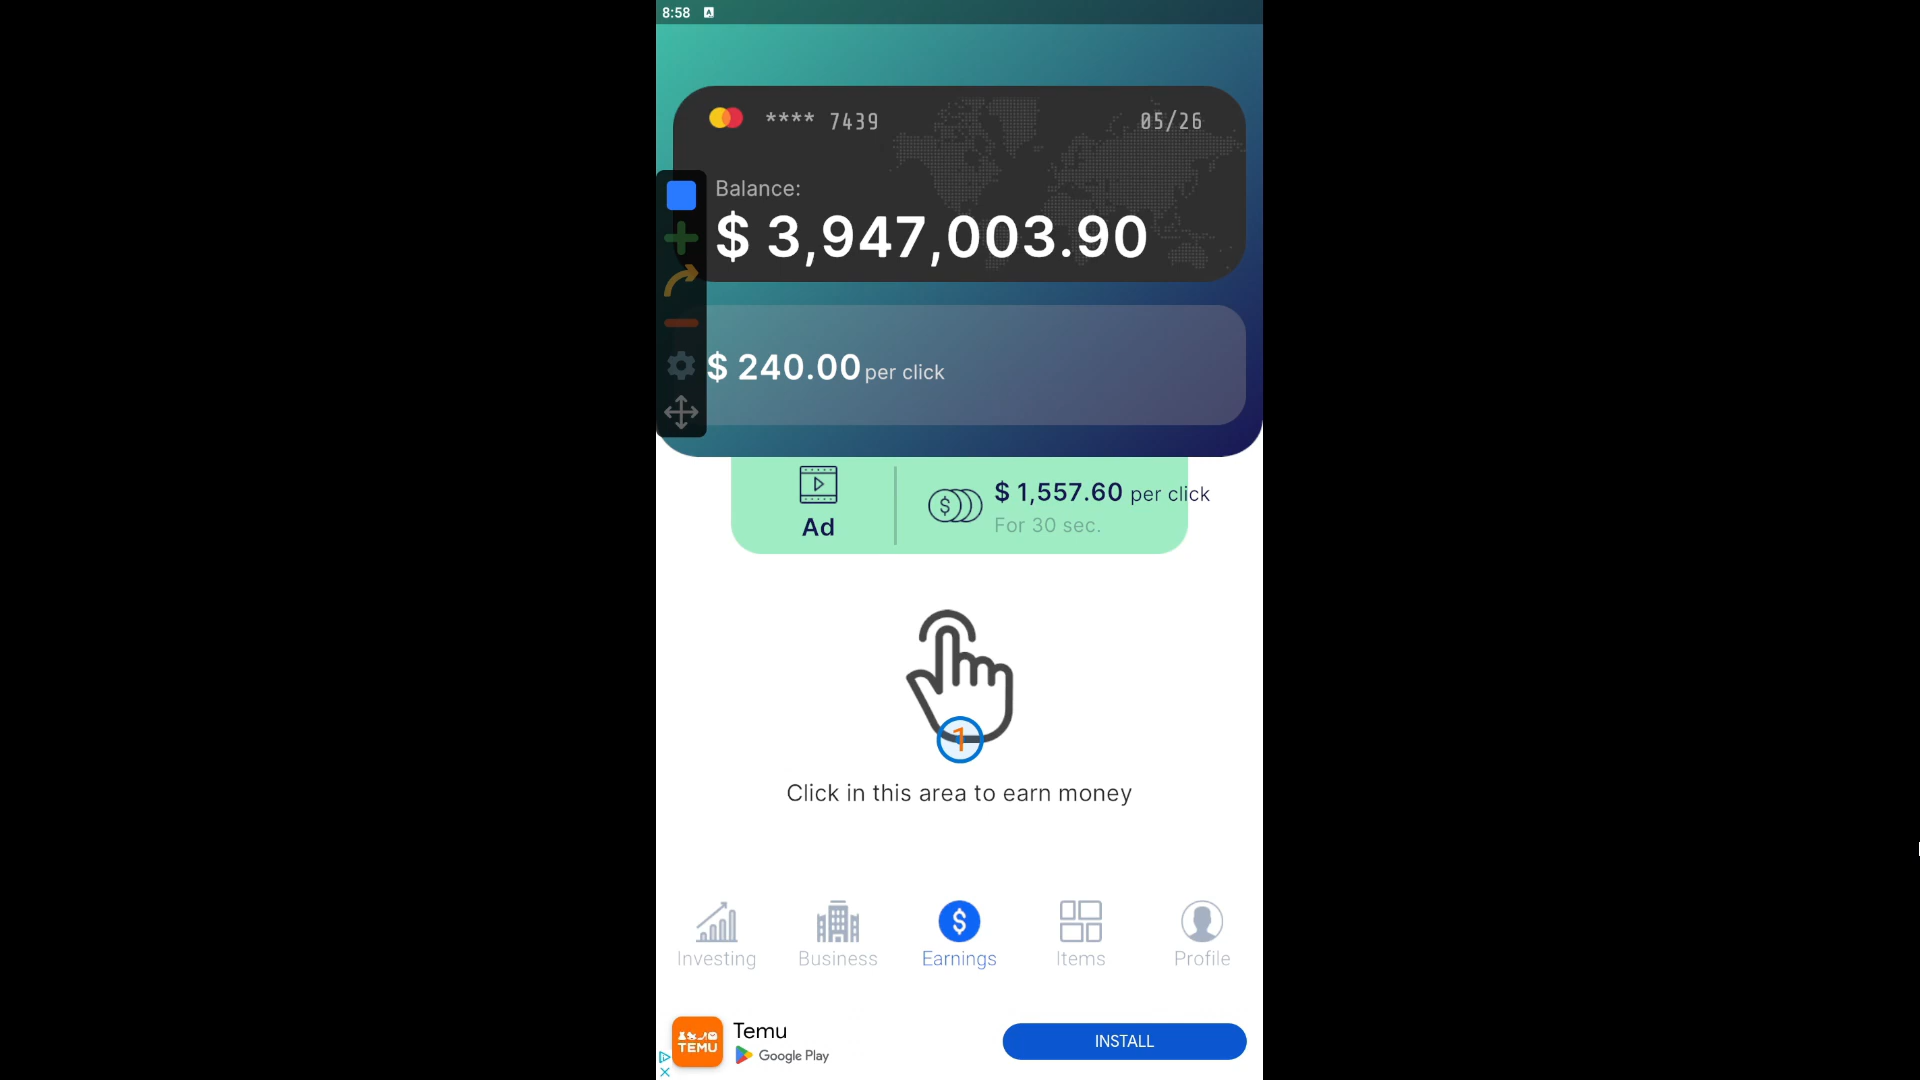 8:58
**** 7439 05/26
Balance:
$ 3,947,003.90
$ 240.00 per click
Ad
$ 1,557.60 per click
For 30 sec.
1
Click in this area to earn money
Investing Business Earnings Items Profile
TEMU
Temu
Google Play
INSTALL